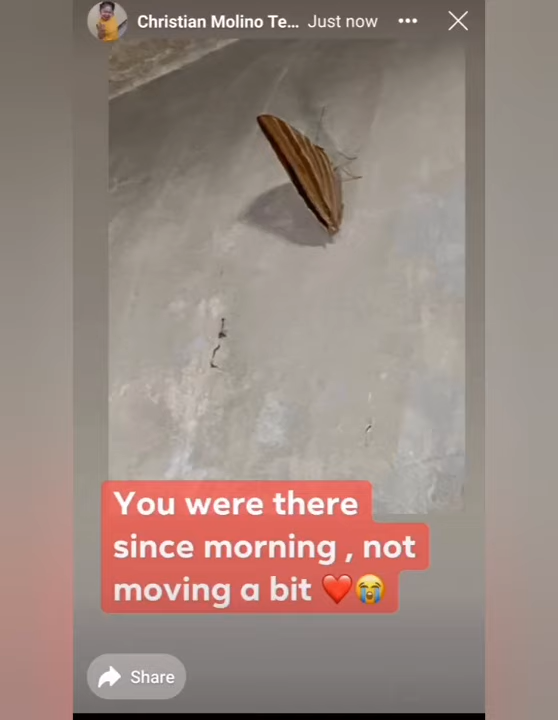 Christian Molino Te... Just now
You were there
since morning , not
moving a bit ❤️😭
Share